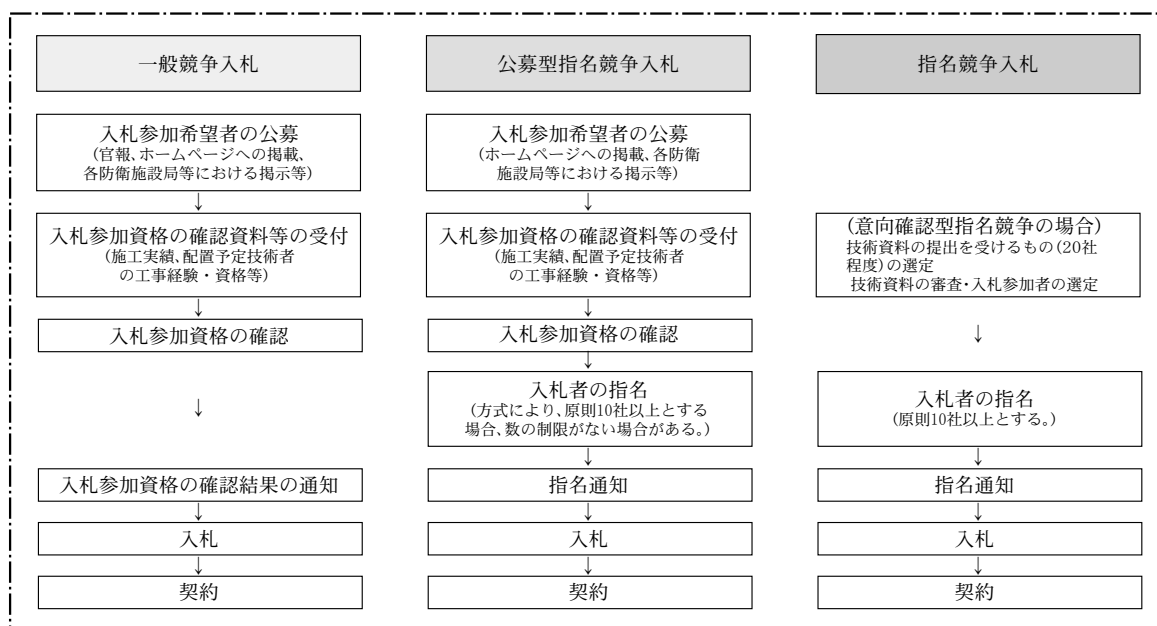 一般競争入札
入札参加希望者の公募
(官報、ホームページへの掲載、
各防衛施設局等における掲示等)
↓
入札参加資格の確認資料等の受付
(施工実績、配置予定技術者
の工事経験・資格等)
↓
入札参加資格の確認
↓
入札参加資格の確認結果の通知
↓
入札
↓
契約
公募型指名競争入札
入札参加希望者の公募
(ホームページへの掲載、各防衛
施設局等における掲示等)
↓
入札参加資格の確認資料等の受付
(施工実績、配置予定技術者
の工事経験・資格等)
↓
入札参加資格の確認
↓
入札者の指名
(方式により、原則10社以上とする
場合、数の制限がない場合がある。)
↓
指名通知
↓
入札
↓
契約
指名競争入札
(意向確認型指名競争の場合)
技術資料の提出を受けるもの(20社
程度)の選定
技術資料の審査・入札参加者の選定
↓
入札者の指名
(原則10社以上とする。)
↓
指名通知
↓
入札
↓
契約